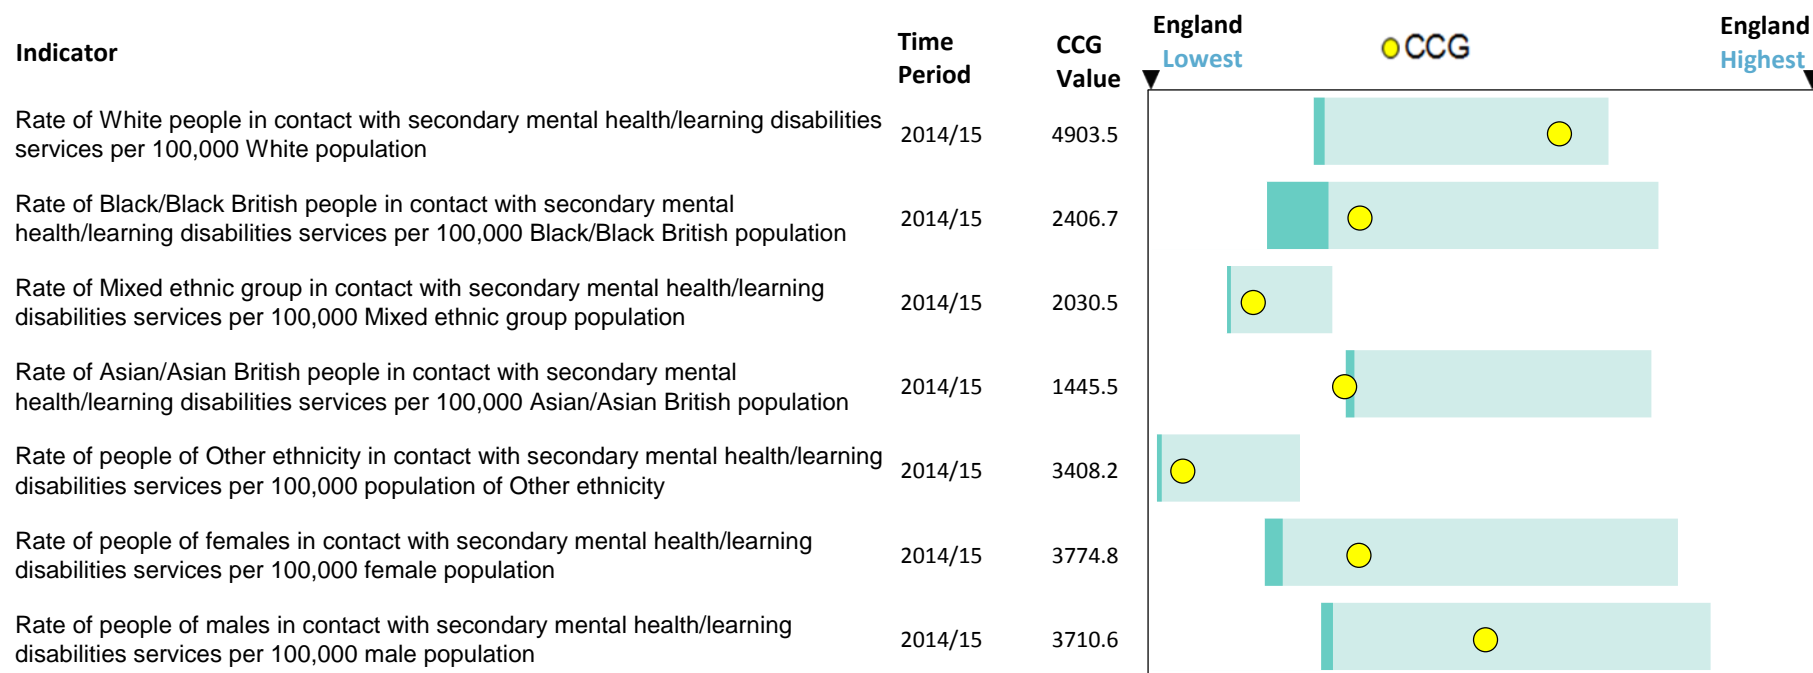 Indicator
Time
Period
CCG
Value
England
Lowest
CCG
England
Highest
Rate of White people in contact with secondary mental health/learning disabilities
services per 100,000 White population
2014/15
4903.5
Rate of Black/Black British people in contact with secondary mental
health/learning disabilities services per 100,000 Black/Black British population
2014/15
2406.7
Rate of Mixed ethnic group in contact with secondary mental health/learning
disabilities services per 100,000 Mixed ethnic group population
2014/15
2030.5
Rate of Asian/Asian British people in contact with secondary mental
health/learning disabilities services per 100,000 Asian/Asian British population
2014/15
1445.5
Rate of people of Other ethnicity in contact with secondary mental health/learning
disabilities services per 100,000 population of Other ethnicity
2014/15
3408.2
Rate of people of females in contact with secondary mental health/learning
disabilities services per 100,000 female population
2014/15
3774.8
Rate of people of males in contact with secondary mental health/learning
disabilities services per 100,000 male population
2014/15
3710.6